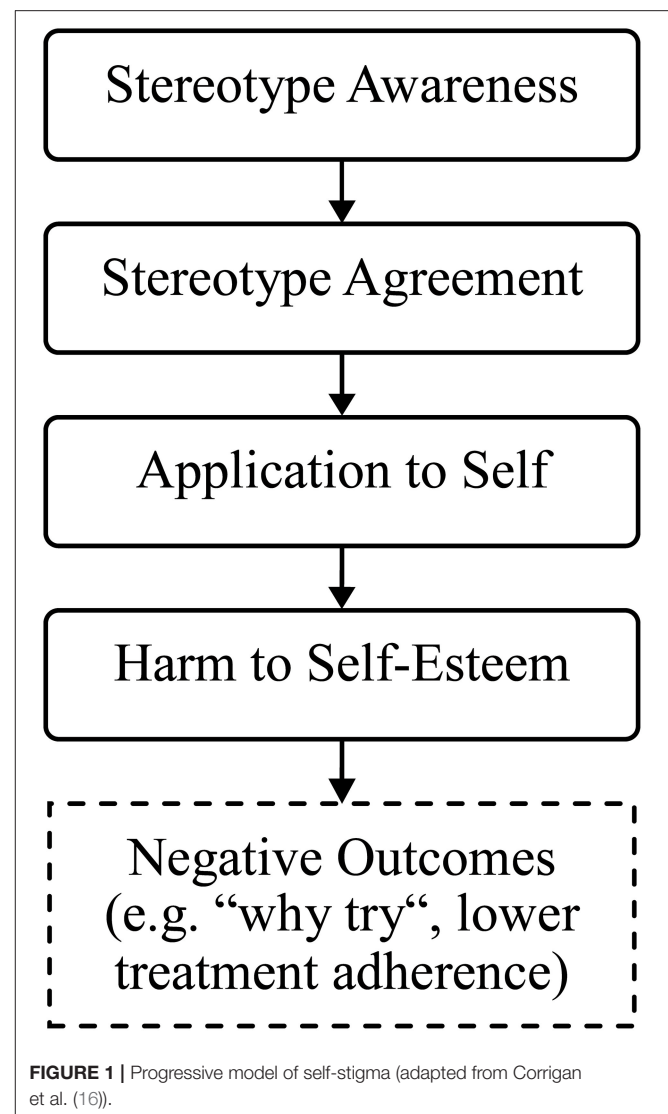 Stereotype Awareness
Stereotype Agreement
Application to Self
Harm to Self-Esteem
Negative Outcomes
(e.g. “why try“, lower
treatment adherence)
FIGURE 1 | Progressive model of self-stigma (adapted from Corrigan
et al. (16)).